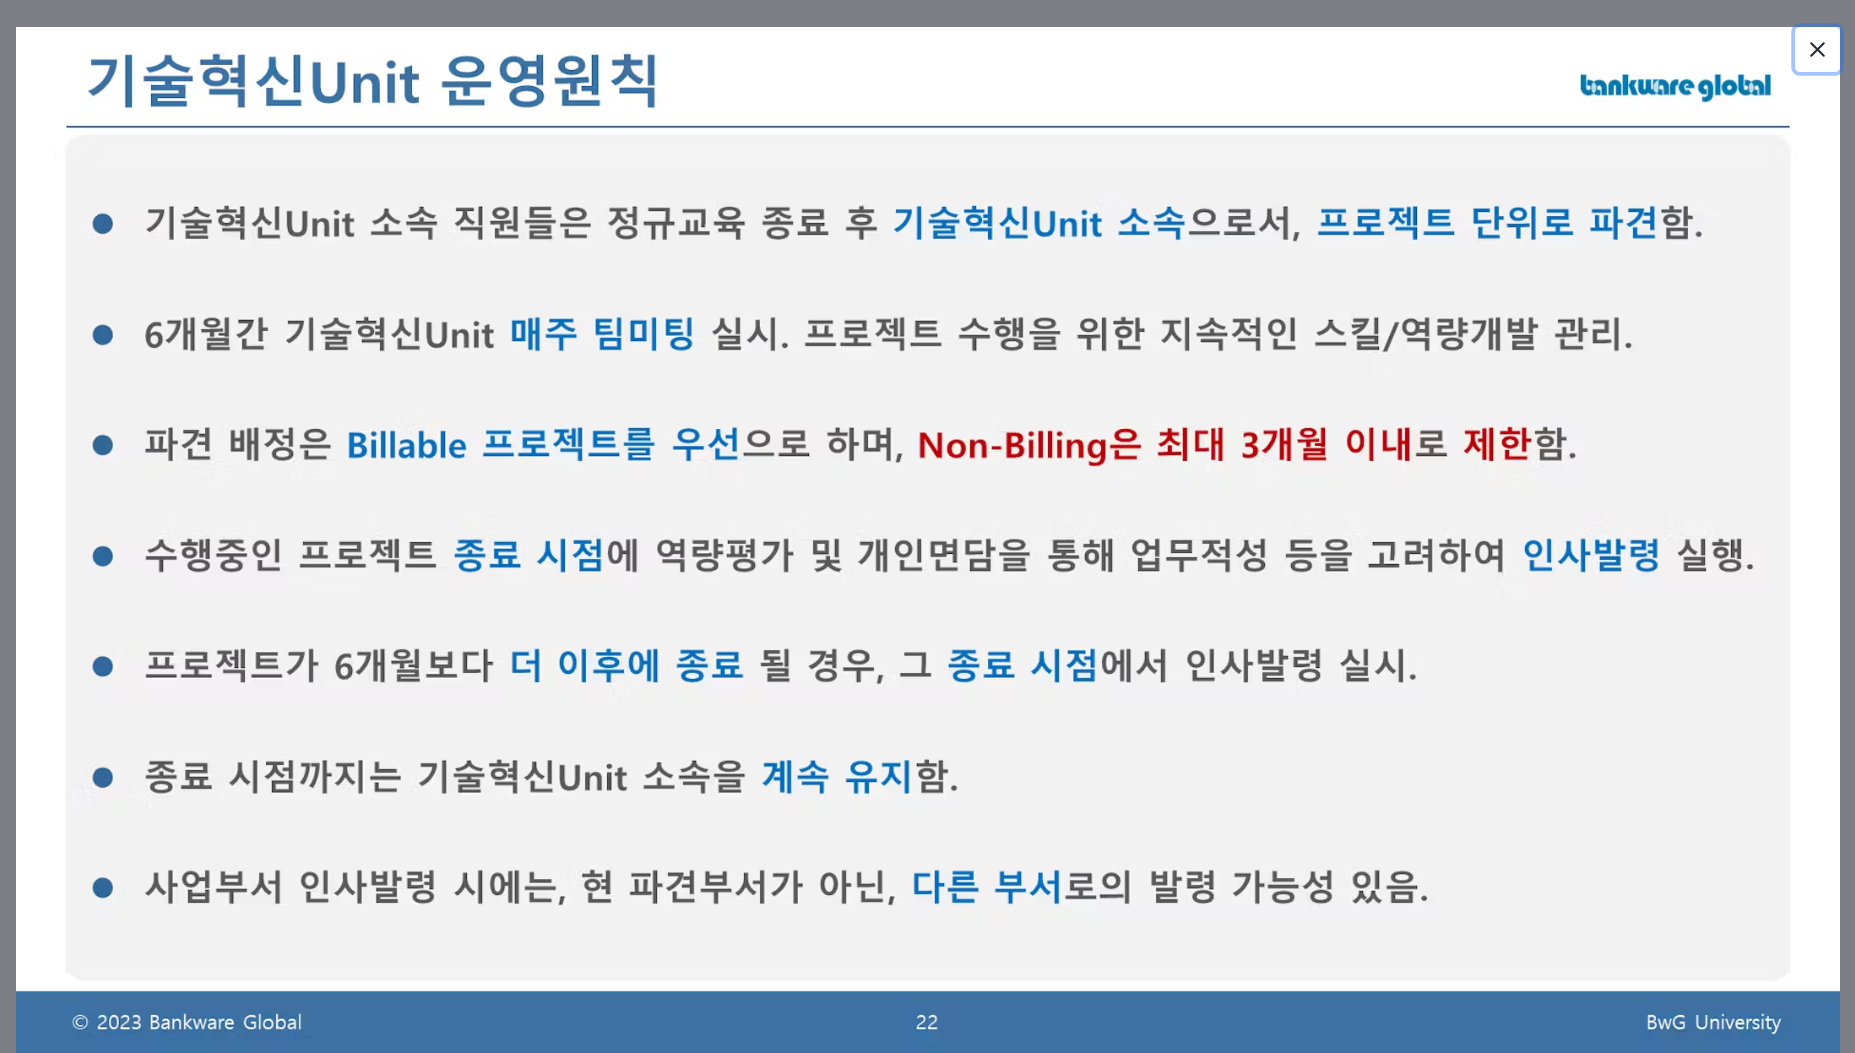 기술혁신Unit 운영원칙
bankware global
기술혁신Unit 소속 직원들은 정규교육 종료 후 기술혁신Unit 소속으로서, 프로젝트 단위로 파견함.
6개월간 기술혁신Unit 매주 팀미팅 실시. 프로젝트 수행을 위한 지속적인 스킬/역량개발 관리.
파견 배정은 Billable 프로젝트를 우선으로 하며, Non-Billing은 최대 3개월 이내로 제한함.
수행중인 프로젝트 종료 시점에 역량평가 및 개인면담을 통해 업무적성 등을 고려하여 인사발령 실행.
프로젝트가 6개월보다 더 이후에 종료 될 경우, 그 종료 시점에서 인사발령 실시.
종료 시점까지는 기술혁신Unit 소속을 계속 유지함.
사업부서 인사발령 시에는, 현 파견부서가 아닌, 다른 부서로의 발령 가능성 있음.
© 2023 Bankware Global
22
BwG University